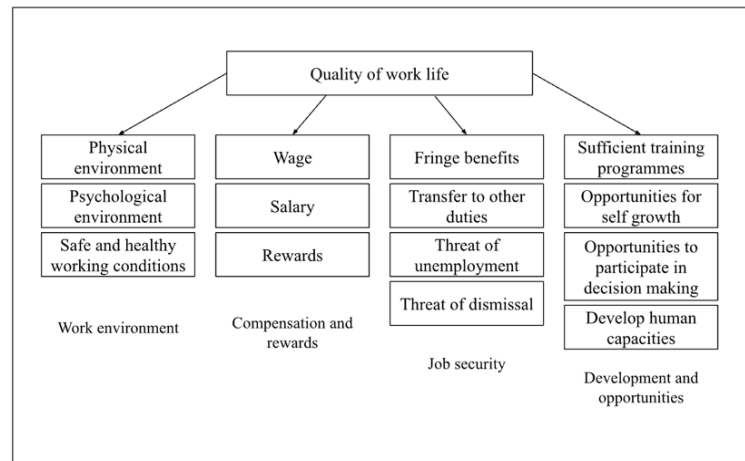 Quality of work life
Physical
environment
Psychological
environment
Safe and healthy
working conditions
Work environment
Wage
Salary
Rewards
Compensation and
rewards
Fringe benefits
Transfer to other
duties
Threat of
unemployment
Threat of dismissal
Job security
Sufficient training
programmes
Opportunities for
self growth
Opportunities to
participate in
decision making
Develop human
capacities
Development and
opportunities